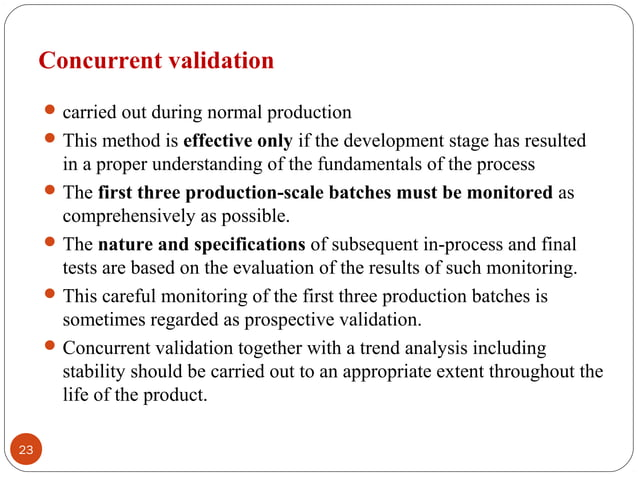 Concurrent validation
carried out during normal production
This method is effective only if the development stage has resulted
in a proper understanding of the fundamentals of the process
The first three production-scale batches must be monitored as
comprehensively as possible.
The nature and specifications of subsequent in-process and final
tests are based on the evaluation of the results of such monitoring.
This careful monitoring of the first three production batches is
sometimes regarded as prospective validation.
Concurrent validation together with a trend analysis including
stability should be carried out to an appropriate extent throughout the
life of the product.
23